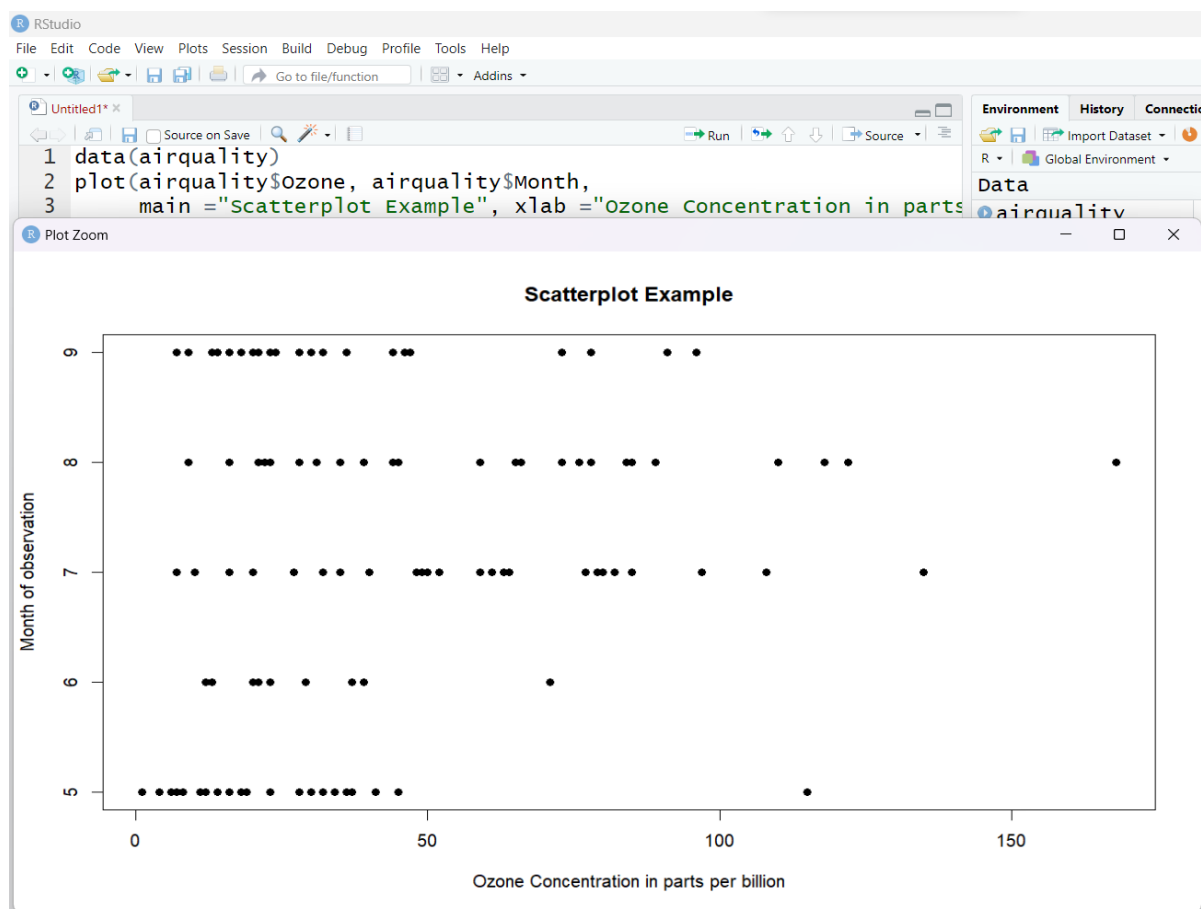 RStudio
File Edit Code View Plots Session Build Debug Profile Tools Help
Go to file/function Addins
Untitled1*
Source on Save Run Source
1 data(airquality)
2 plot(airquality$Ozone, airquality$Month,
3 main ="Scatterplot Example", xlab ="Ozone Concentration in parts
Environment History Connectic
Import Dataset
R Global Environment
Data
airquality
Plot Zoom
Scatterplot Example
Month of observation
9
8
7
6
5
0 50 100 150
Ozone Concentration in parts per billion